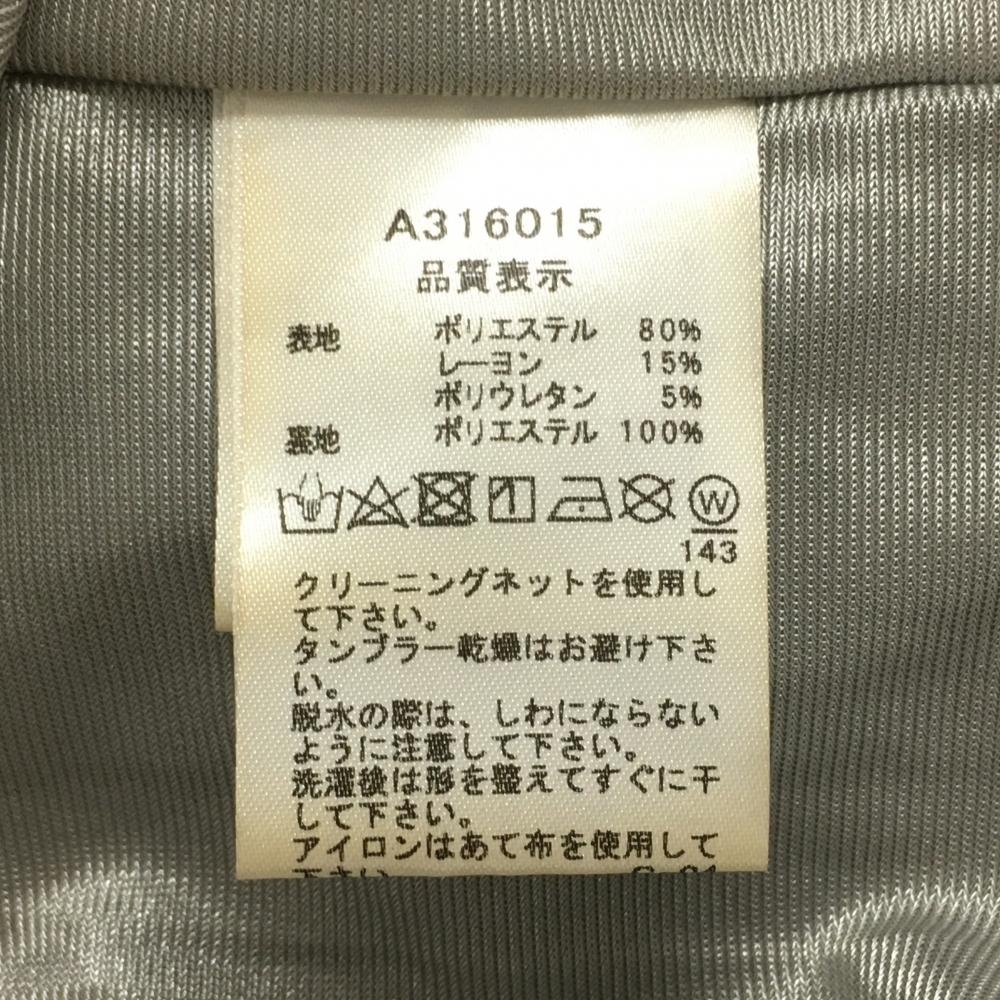 A316015
品質表示
表地 ポリエステル 80%
レーヨン 15%
ポリウレタン 5%
裏地 ポリエステル 100%
W
143
クリーニングネットを使用し
て下さい。
タンブラー乾燥はお避け下さ
い。
脱水の際は、しわにならない
ように注意して下さい。
洗濯後は形を整えてすぐに干
して下さい。
アイロンはあて布を使用して
下さい